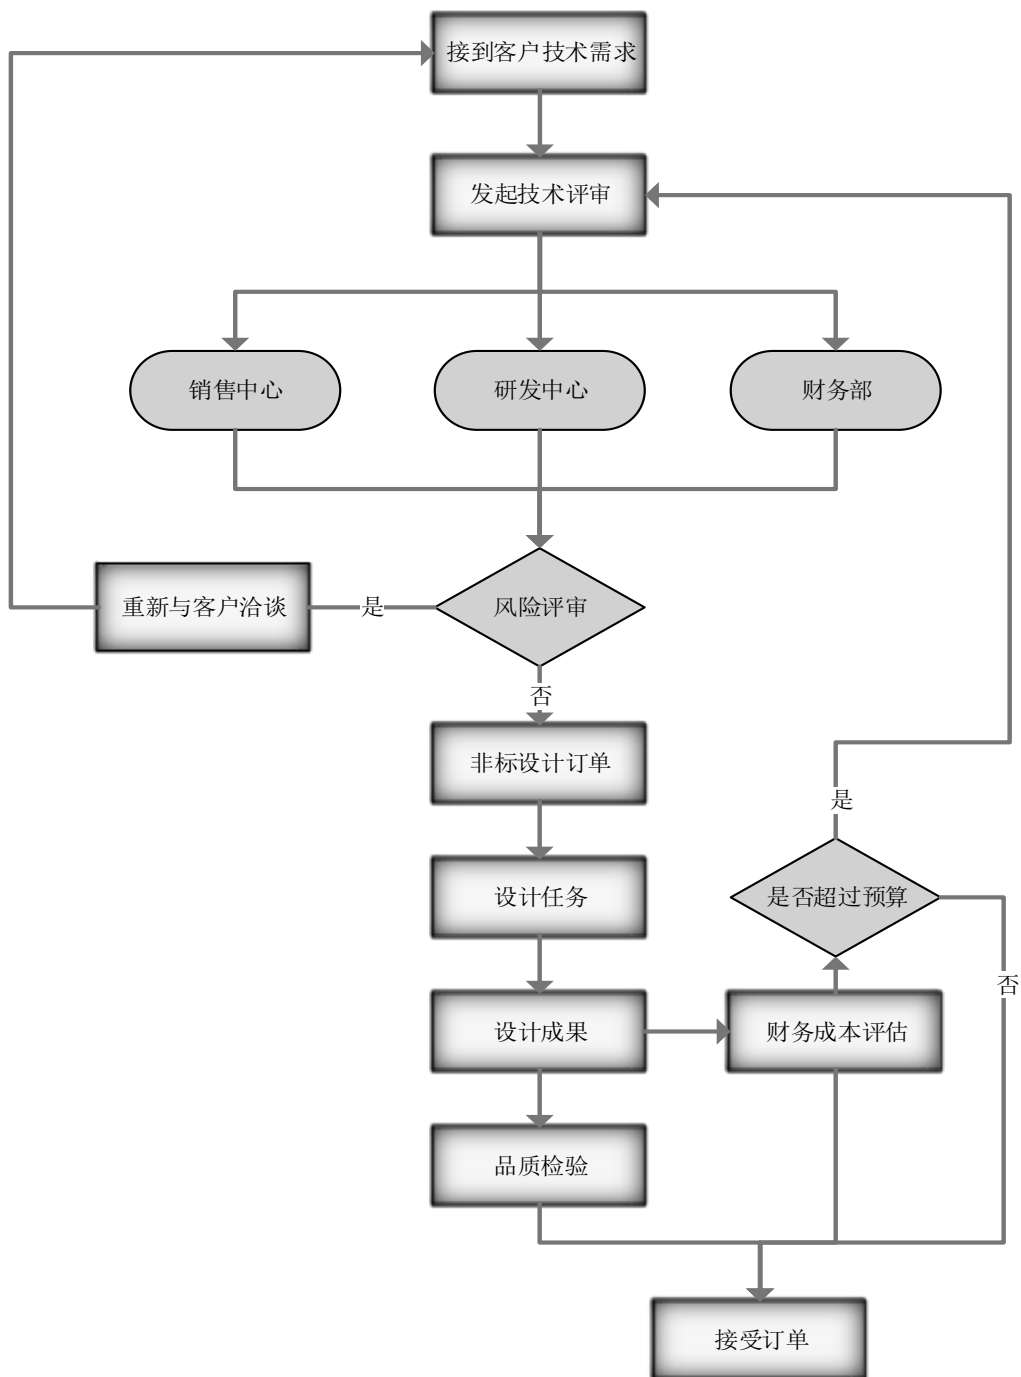 接到客户技术需求
发起技术评审
销售中心
研发中心
财务部
重新与客户洽谈
是
风险评审
否
非标设计订单
是
设计任务
是否超过预算
否
设计成果
财务成本评估
品质检验
接受订单